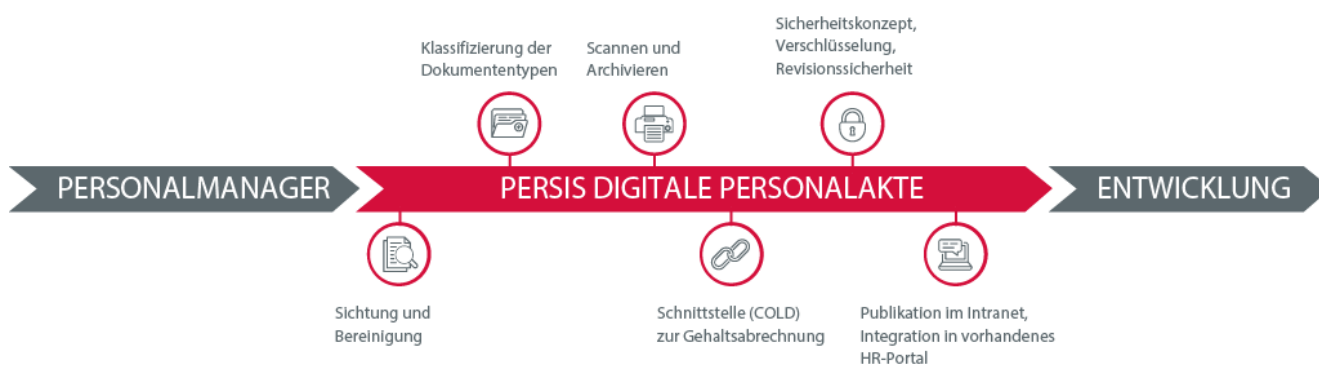 Klassifizierung der
Dokumententypen
Scannen und
Archivieren
Sicherheitskonzept,
Verschlüsselung,
Revisionssicherheit
PERSONALMANAGER
PERSIS DIGITALE PERSONALAKTE
ENTWICKLUNG
Sichtung und
Bereinigung
Schnittstelle (COLD)
zur Gehaltsabrechnung
Publikation im Intranet,
Integration in vorhandenes
HR-Portal